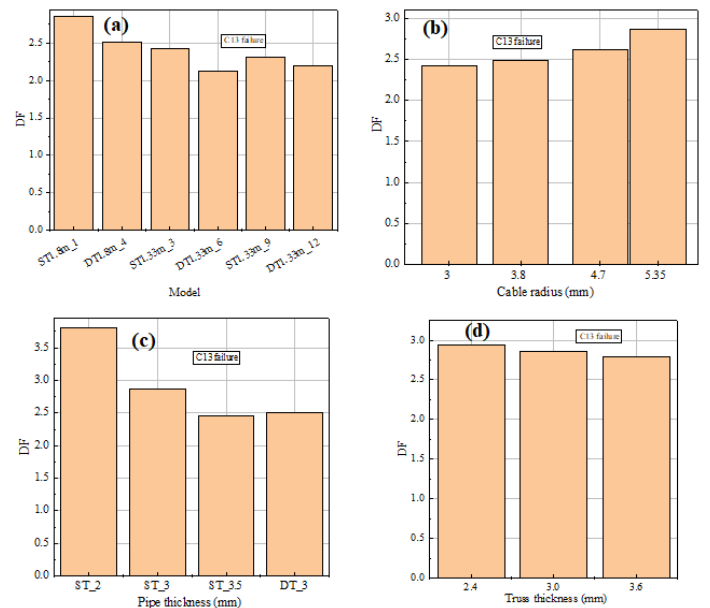 (a)
C13 failure
DF
2.5
2.0
1.5
1.0
0.5
0.0
ST1.8m_1
DT1.8m_4
ST1.33m_3
DT1.33m_6
ST1.33m_9
DT1.33m_12
Model
(b)
C13 failure
DF
3.0
2.5
2.0
1.5
1.0
0.5
0.0
3
3.8
4.7
5.35
Cable radius (mm)
(c)
C13 failure
DF
3.5
3.0
2.5
2.0
1.5
1.0
0.5
0.0
ST_2
ST_3
ST_3.5
DT_3
Pipe thickness (mm)
(d)
C13 failure
DF
3.0
2.5
2.0
1.5
1.0
0.5
0.0
2.4
3.0
3.6
Truss thickness (mm)